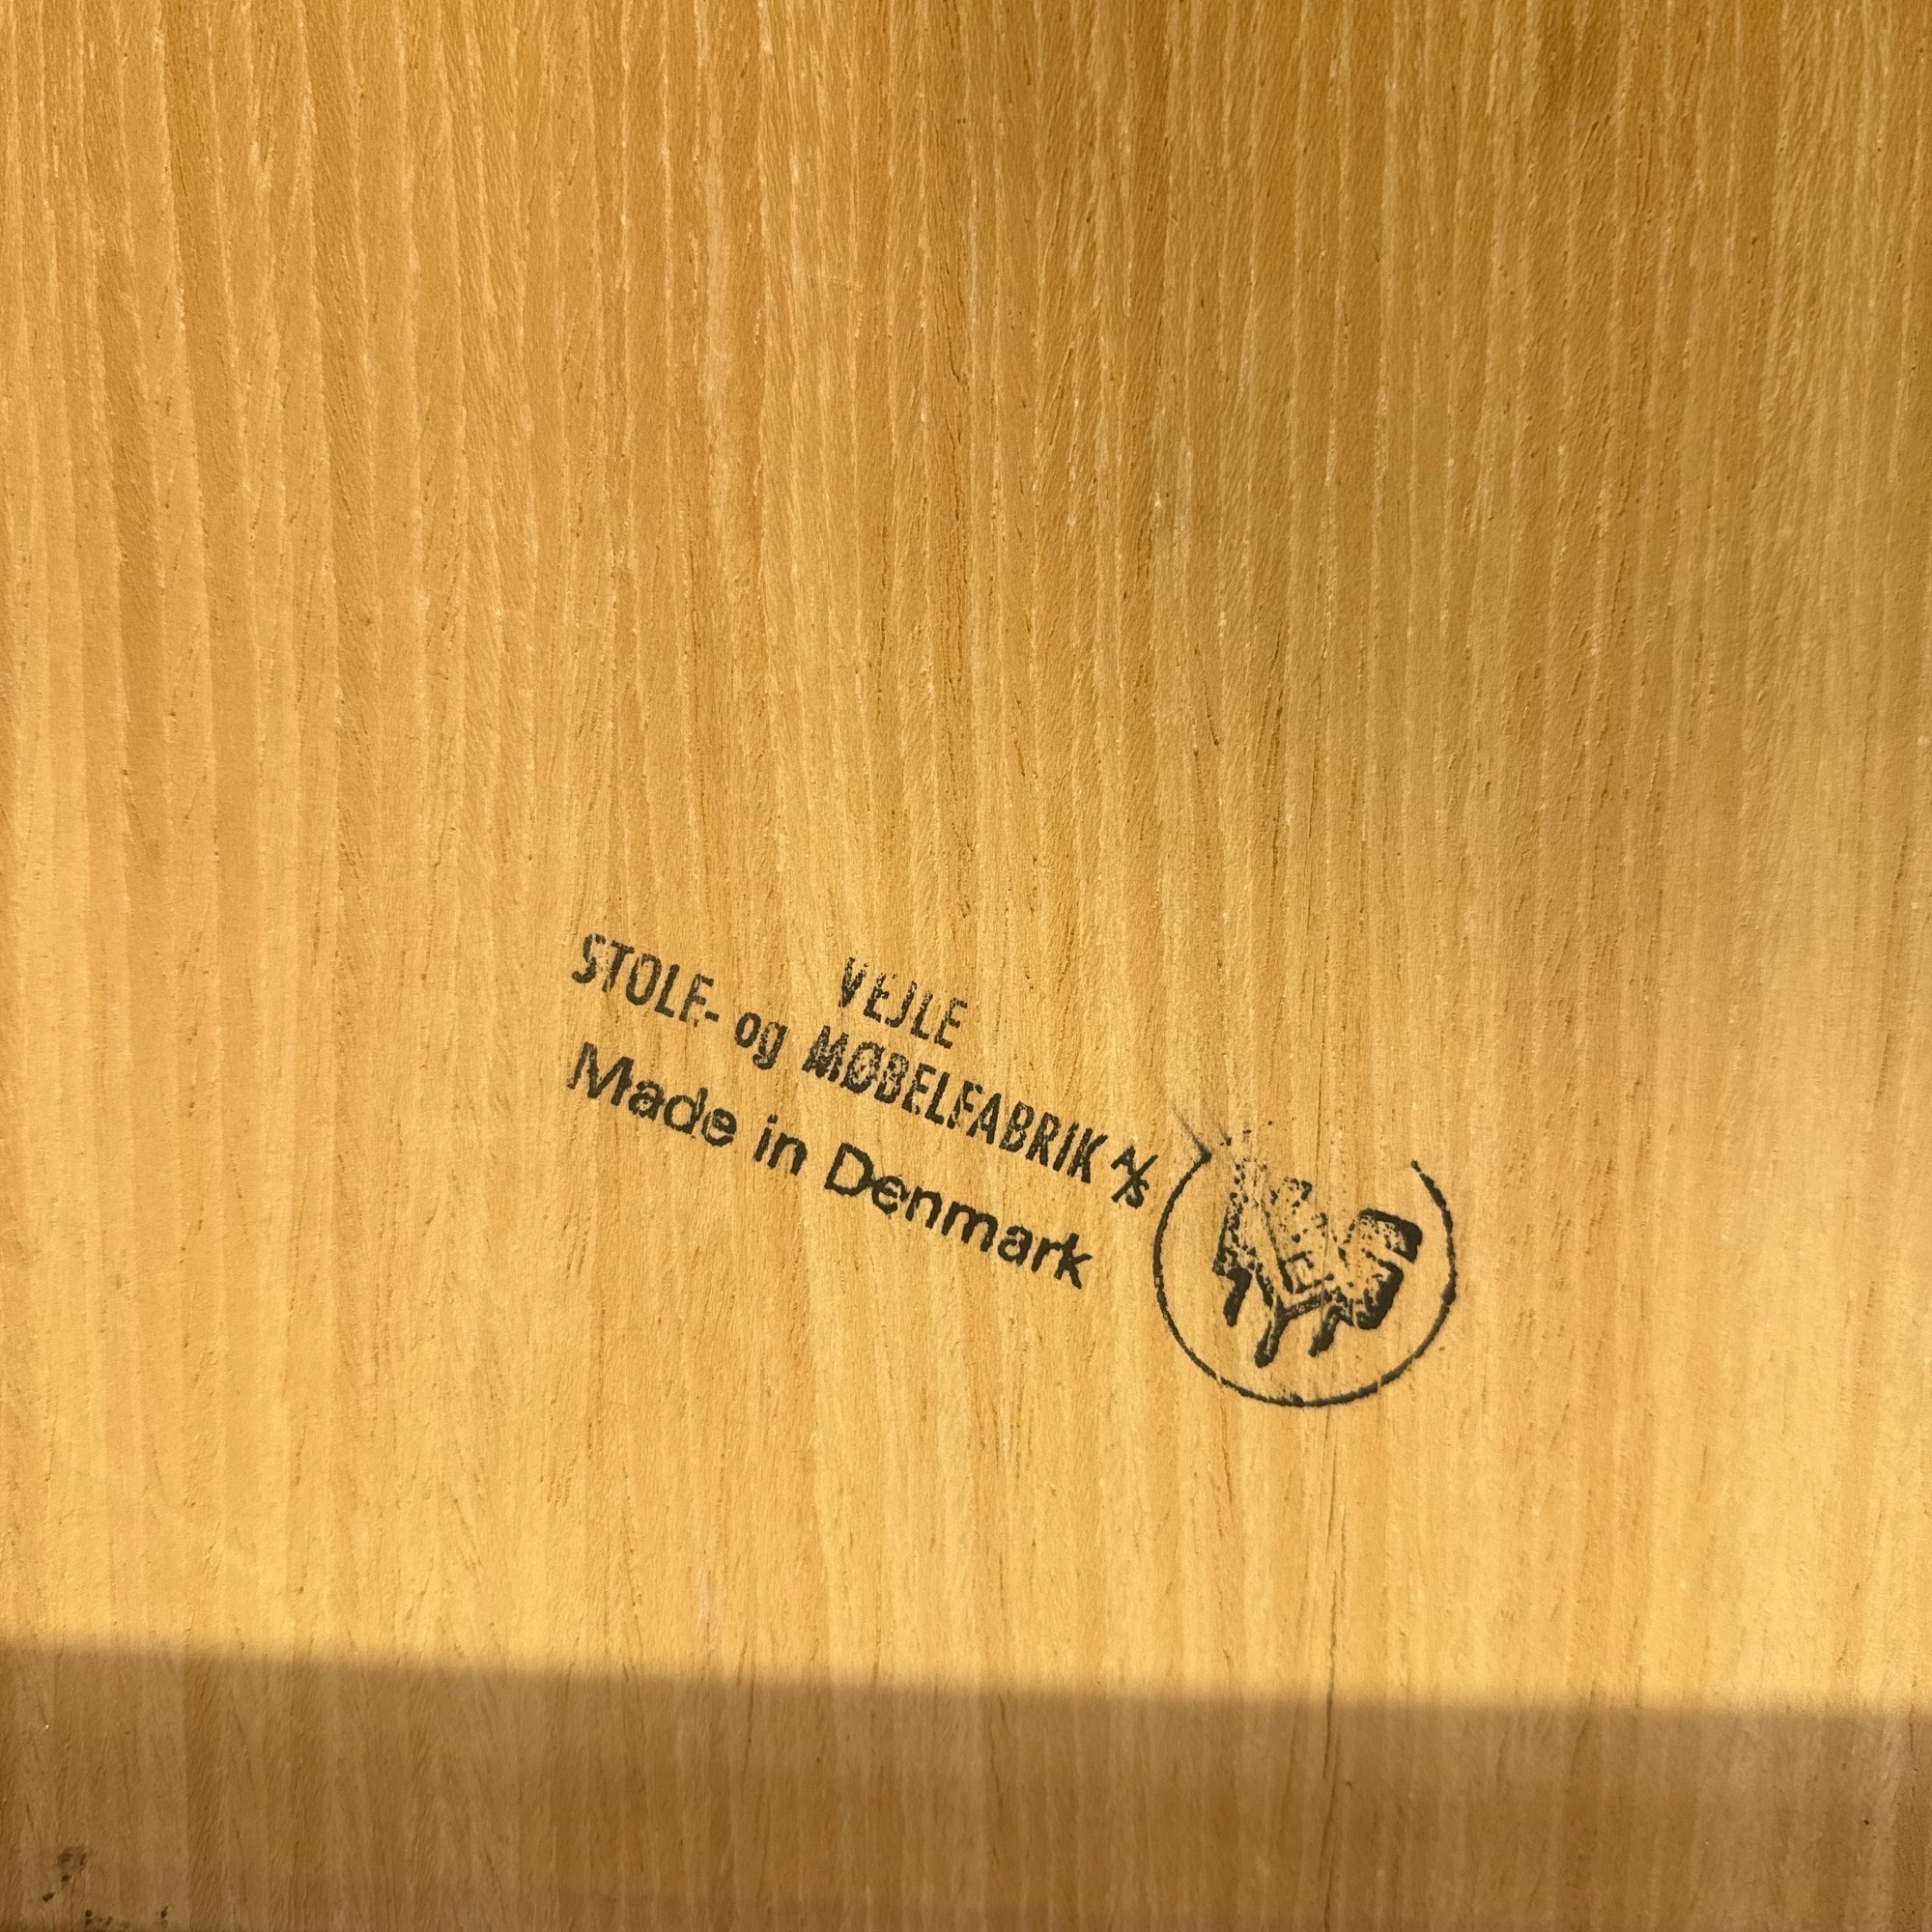 VEJLE
STOLE- og MØBELFABRIK A/S
Made in Denmark